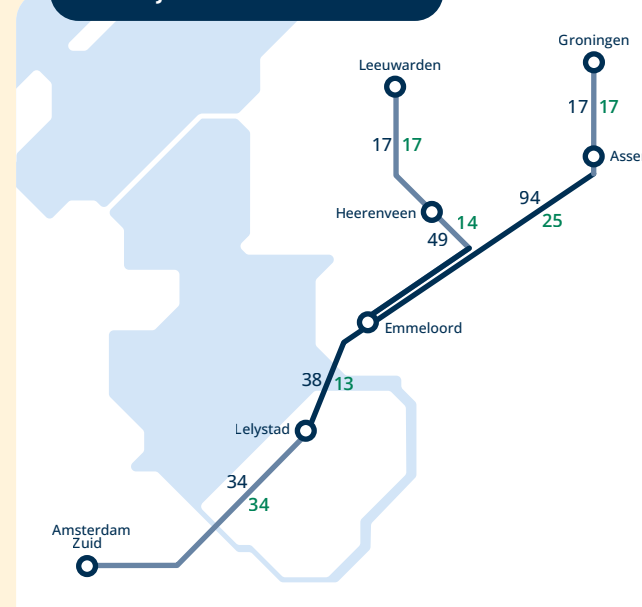 Groningen
Leeuwarden
17 17
17 17
Asse
94
25
Heerenveen
14
49
Emmeloord
38 13
Lelystad
34
34
Amsterdam
Zuid